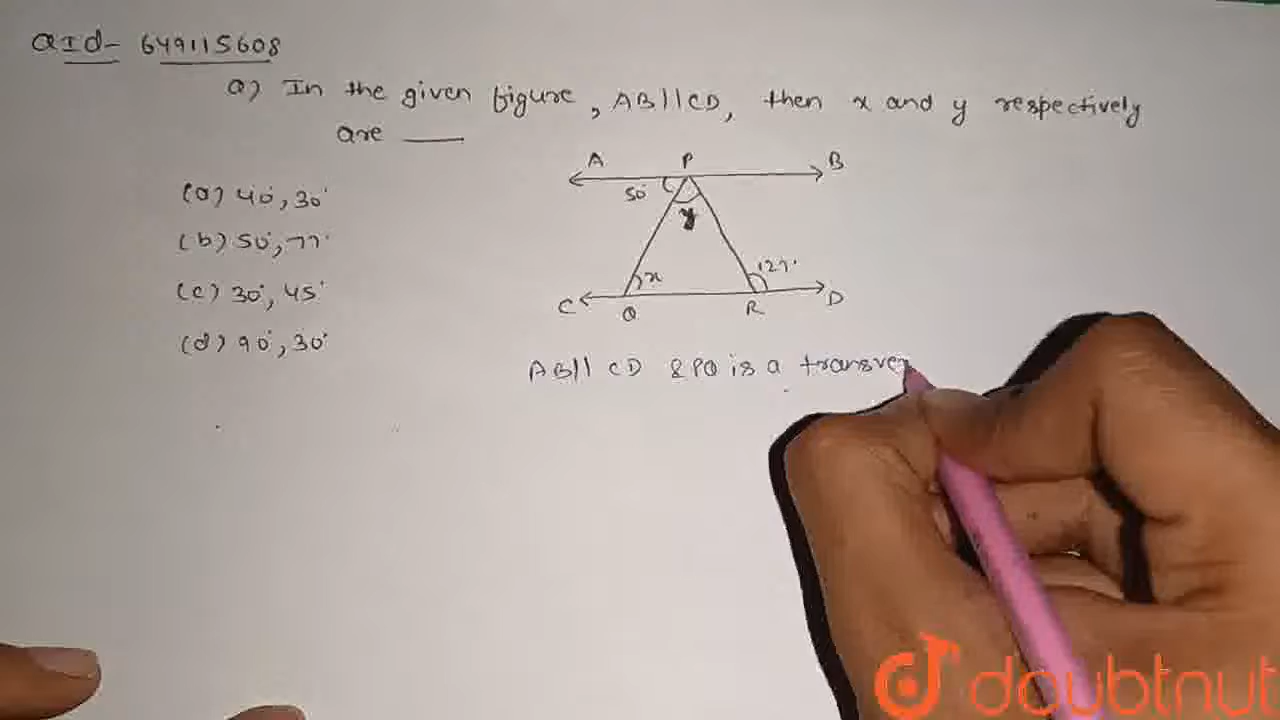 QId- 649115608
Q) In the given figure, AB||CD, then x and y respectively
are ___
(a) 40°, 30°
(b) 50°, 77°
(c) 30°, 45°
(d) 90°, 30°
A P B
50°
y
x 127°
C Q R D
AB|| CD & PQ is a transver
doubtnut